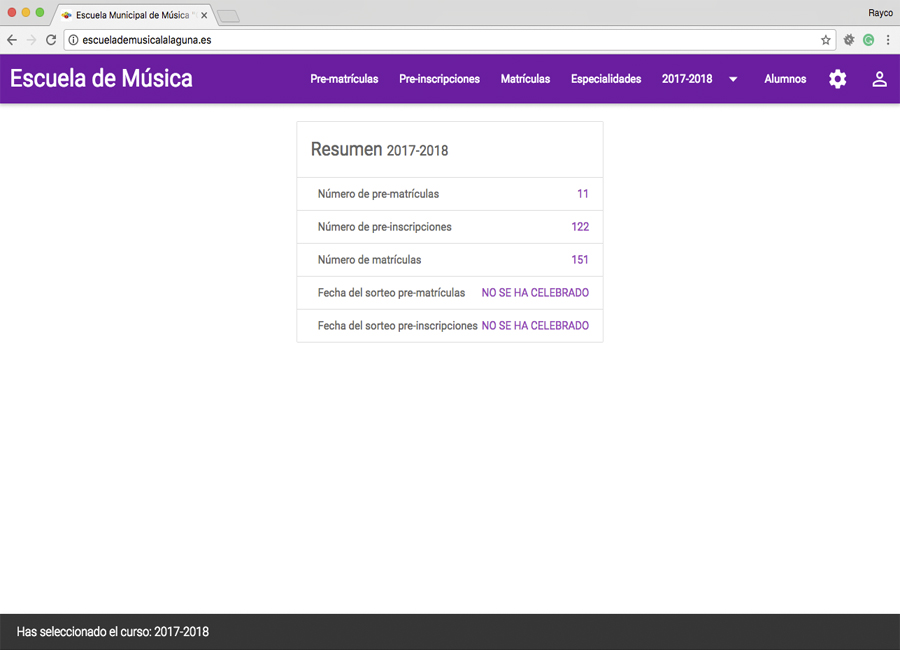 Escuela Municipal de Música "
Rayco
escuelademusicalalaguna.es
Escuela de Música
Pre-matrículas Pre-inscripciones Matrículas Especialidades 2017-2018 Alumnos
Resumen 2017-2018
Número de pre-matrículas 11
Número de pre-inscripciones 122
Número de matrículas 151
Fecha del sorteo pre-matrículas NO SE HA CELEBRADO
Fecha del sorteo pre-inscripciones NO SE HA CELEBRADO
Has seleccionado el curso: 2017-2018